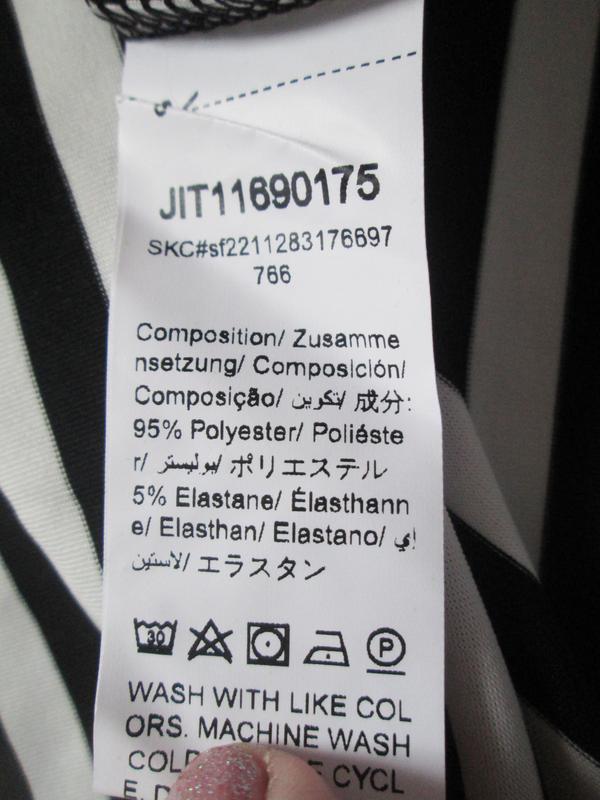 JIT11690175
SKC#sf2211283176697
766
Composition/ Zusamme
nsetzung/ Composición/
Composição/ تكوين/ 成分:
95% Polyester/ Poliéste
r/ بوليستر/ ポリエステル
5% Elastane/ Élasthann
e/ Elasthan/ Elastano/ إي
لاستين/ エラスタン
30
P
WASH WITH LIKE COL
ORS. MACHINE WASH
CYCL
E.